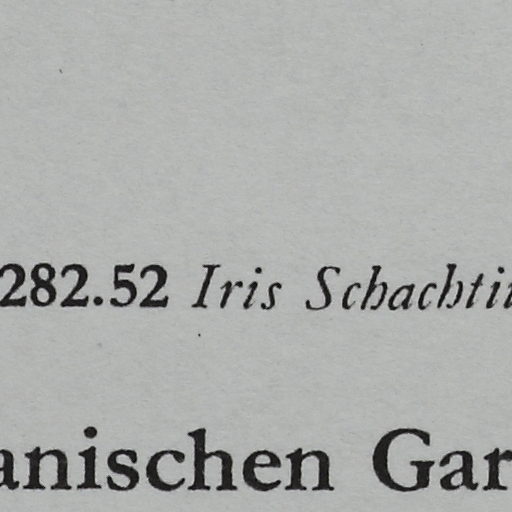 282.52 Iris Schachti
anischen Gar